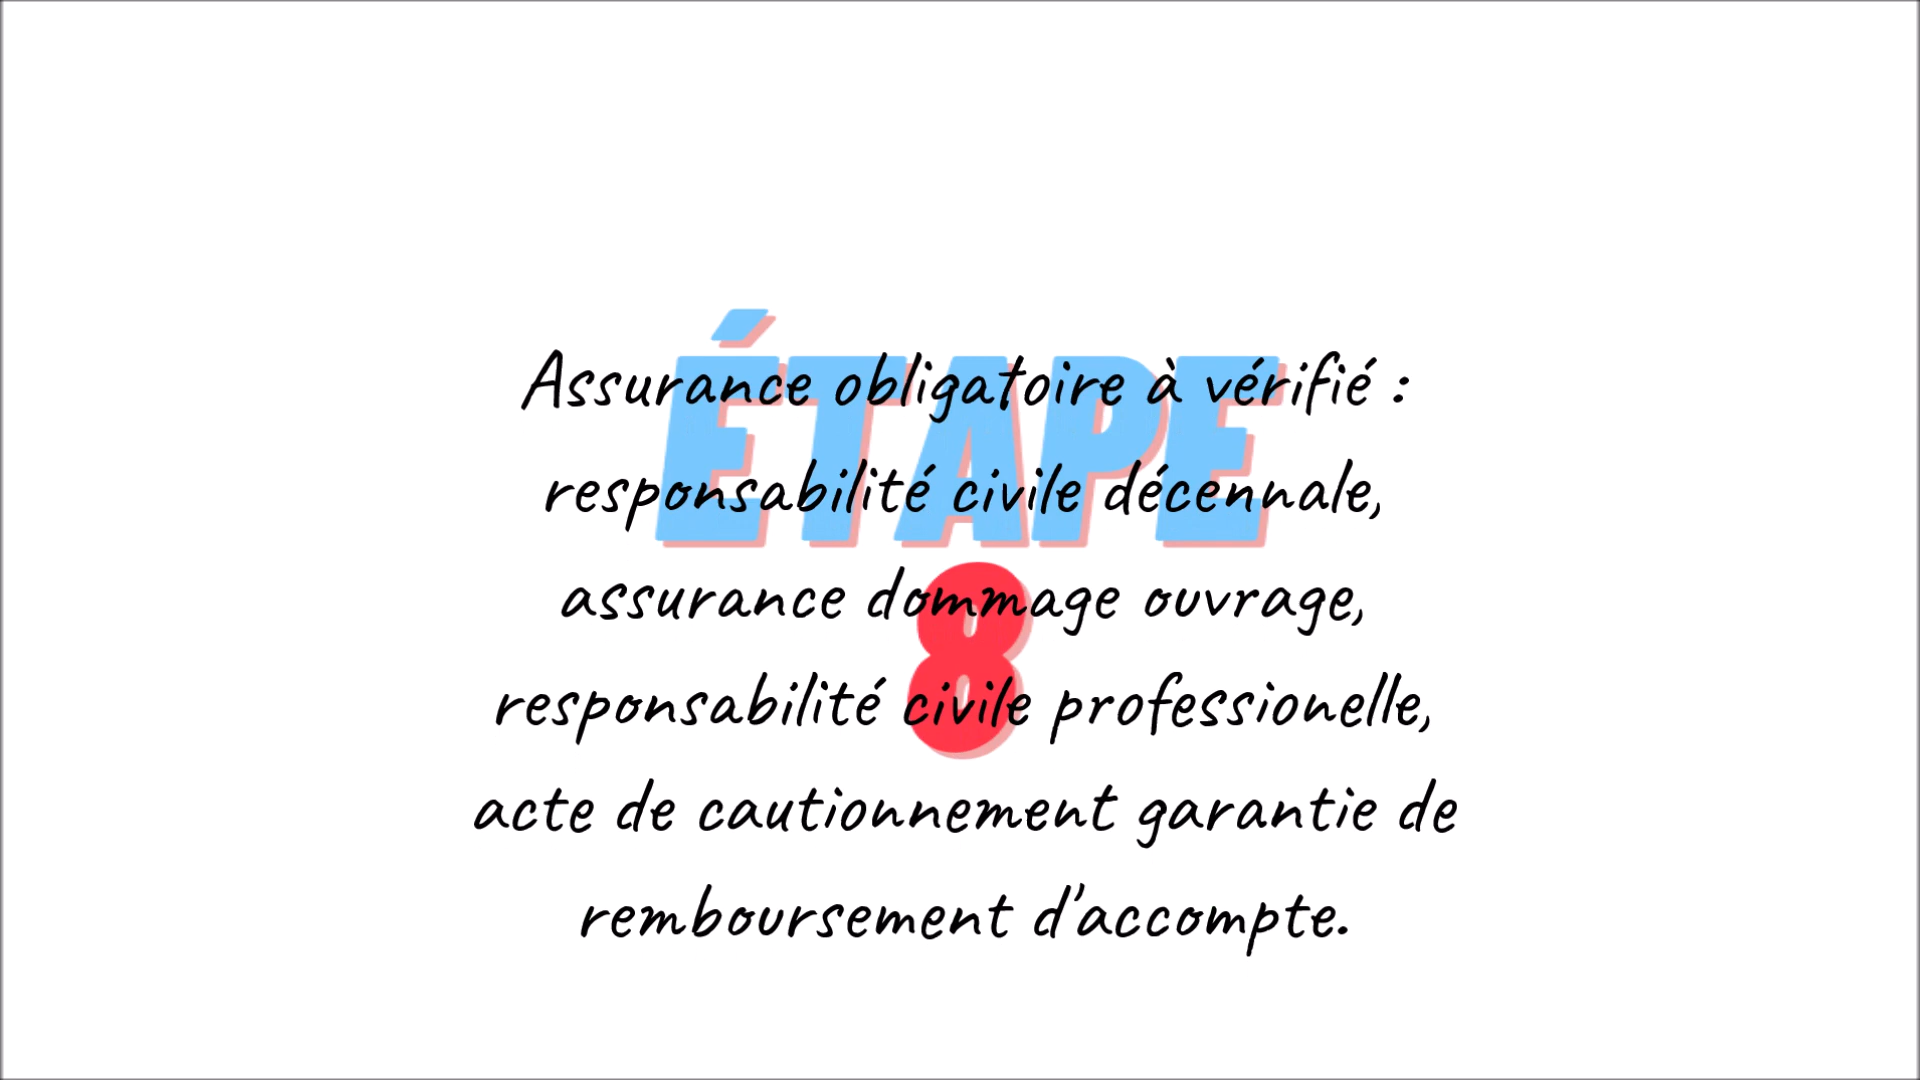 ÉTAPE
8
Assurance obligatoire à vérifié :
responsabilité civile décennale,
assurance dommage ouvrage,
responsabilité civile professionelle,
acte de cautionnement garantie de
remboursement d'accompte.